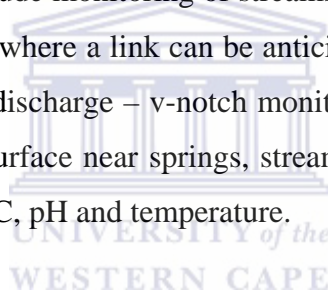 ude monitoring of stream
where a link can be antici
discharge – v-notch monit
urface near springs, strear
C, pH and temperature.
UNIVERSITY of the
WESTERN CAPE